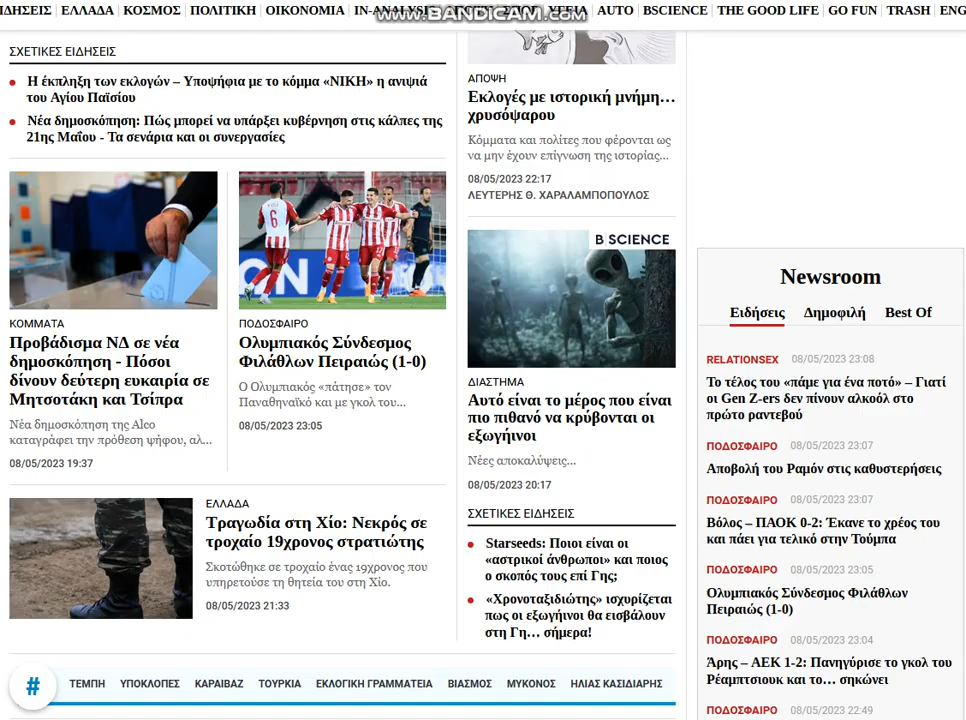 ΙΔΗΣΕΙΣ ΕΛΛΑΔΑ ΚΟΣΜΟΣ ΠΟΛΙΤΙΚΗ ΟΙΚΟΝΟΜΙΑ AUTO BSCIENCE THE GOOD LIFE GO FUN TRASH ENG
www.BANDICAM.com
ΣΧΕΤΙΚΕΣ ΕΙΔΗΣΕΙΣ
Η έκπληξη των εκλογών – Υποψήφια με το κόμμα «ΝΙΚΗ» η ανιψιά
του Αγίου Παϊσίου
Νέα δημοσκόπηση: Πώς μπορεί να υπάρξει κυβέρνηση στις κάλπες της
21ης Μαΐου - Τα σενάρια και οι συνεργασίες
ΚΟΜΜΑΤΑ
Προβάδισμα ΝΔ σε νέα
δημοσκόπηση - Πόσοι
δίνουν δεύτερη ευκαιρία σε
Μητσοτάκη και Τσίπρα
Νέα δημοσκόπηση της Alco
καταγράφει την πρόθεση ψήφου, αλ...
08/05/2023 19:37
6
ΠΟΔΟΣΦΑΙΡΟ
Ολυμπιακός Σύνδεσμος
Φιλάθλων Πειραιώς (1-0)
Ο Ολυμπιακός «πάτησε» τον
Παναθηναϊκό και με γκολ του...
08/05/2023 23:05
ΕΛΛΑΔΑ
Τραγωδία στη Χίο: Νεκρός σε
τροχαίο 19χρονος στρατιώτης
Σκοτώθηκε σε τροχαίο ένας 19χρονος που
υπηρετούσε τη θητεία του στη Χίο.
08/05/2023 21:33
ΑΠΟΨΗ
Εκλογές με ιστορική μνήμη…
χρυσόψαρου
Κόμματα και πολίτες που φέρονται ως
να μην έχουν επίγνωση της ιστορίας...
08/05/2023 22:17
ΛΕΥΤΕΡΗΣ Θ. ΧΑΡΑΛΑΜΠΟΠΟΥΛΟΣ
B SCIENCE
ΔΙΑΣΤΗΜΑ
Αυτό είναι το μέρος που είναι
πιο πιθανό να κρύβονται οι
εξωγήινοι
Νέες αποκαλύψεις...
08/05/2023 20:17
ΣΧΕΤΙΚΕΣ ΕΙΔΗΣΕΙΣ
Starseeds: Ποιοι είναι οι
«αστρικοί άνθρωποι» και ποιος
ο σκοπός τους επί Γης;
«Χρονοταξιδιώτης» ισχυρίζεται
πως οι εξωγήινοι θα εισβάλουν
στη Γη… σήμερα!
Newsroom
Ειδήσεις Δημοφιλή Best Of
RELATIONSEX 08/05/2023 23:08
Το τέλος του «πάμε για ένα ποτό» – Γιατί
οι Gen Z-ers δεν πίνουν αλκοόλ στο
πρώτο ραντεβού
ΠΟΔΟΣΦΑΙΡΟ 08/05/2023 23:07
Αποβολή του Ραμόν στις καθυστερήσεις
ΠΟΔΟΣΦΑΙΡΟ 08/05/2023 23:07
Βόλος – ΠΑΟΚ 0-2: Έκανε το χρέος του
και πάει για τελικό στην Τούμπα
ΠΟΔΟΣΦΑΙΡΟ 08/05/2023 23:05
Ολυμπιακός Σύνδεσμος Φιλάθλων
Πειραιώς (1-0)
ΠΟΔΟΣΦΑΙΡΟ 08/05/2023 23:04
Άρης – ΑΕΚ 1-2: Πανηγύρισε το γκολ του
Ρέαμπτσιουκ και το… σηκώνει
ΠΟΔΟΣΦΑΙΡΟ 08/05/2023 22:49
# ΤΕΜΠΗ ΥΠΟΚΛΟΠΕΣ ΚΑΡΑΙΒΑΖ ΤΟΥΡΚΙΑ ΕΚΛΟΓΙΚΗ ΓΡΑΜΜΑΤΕΙΑ ΒΙΑΣΜΟΣ ΜΥΚΟΝΟΣ ΗΛΙΑΣ ΚΑΣΙΔΙΑΡΗΣ